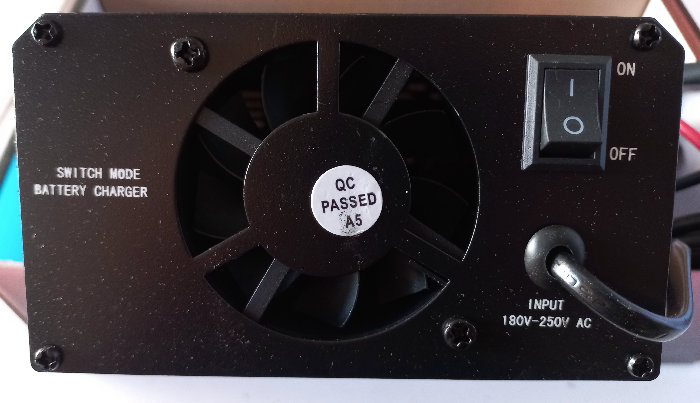 SWITCH MODE
BATTERY CHARGER
QC
PASSED
A5
ON
I
O
OFF
INPUT
180V-250V AC